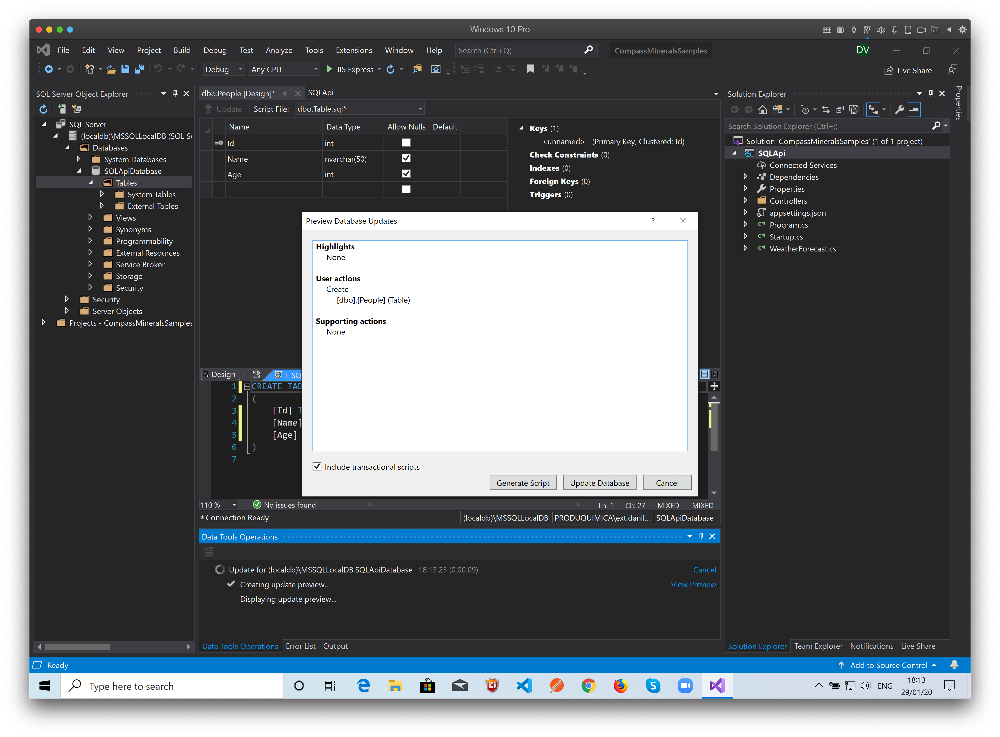 Windows 10 Pro
File Edit View Project Build Debug Test Analyze Tools Extensions Window Help Search (Ctrl+Q) CompassMineralsSamples DV
Debug Any CPU IIS Express Live Share
SQL Server Object Explorer
SQL Server
(localdb)\MSSQLLocalDB (SQL S
Databases
System Databases
SQLApiDatabase
Tables
System Tables
External Tables
Views
Synonyms
Programmability
External Resources
Service Broker
Storage
Security
Security
Server Objects
Projects - CompassMineralsSamples
dbo.People [Design]* SQLApi
Update Script File: dbo.Table.sql*
Name Data Type Allow Nulls Default
Id int
Name nvarchar(50)
Age int
Keys (1)
<unnamed> (Primary Key, Clustered: Id)
Check Constraints (0)
Indexes (0)
Foreign Keys (0)
Triggers (0)
Preview Database Updates ?
Highlights
None
User actions
Create
[dbo].[People] (Table)
Supporting actions
None
Include transactional scripts
Generate Script Update Database Cancel
Design T-SQ
1 CREATE TAB
2 (
3 [Id] I
4 [Name]
5 [Age]
6 )
7
110 % No issues found Ln: 1 Ch: 27 MIXED MIXED
Connection Ready (localdb)\MSSQLLocalDB PRODUQUIMICA\ext.danil... SQLApiDatabase
Data Tools Operations
Update for (localdb)\MSSQLLocalDB.SQLApiDatabase 18:13:23 (0:00:09) Cancel
Creating update preview... View Preview
Displaying update preview...
Data Tools Operations Error List Output
Solution Explorer
Search Solution Explorer (Ctrl+;)
Solution 'CompassMineralsSamples' (1 of 1 project)
SQLApi
Connected Services
Dependencies
Properties
Controllers
appsettings.json
C# Program.cs
C# Startup.cs
C# WeatherForecast.cs
Solution Explorer Team Explorer Notifications Live Share
Properties
Ready Add to Source Control
Type here to search ENG 18:13
29/01/20